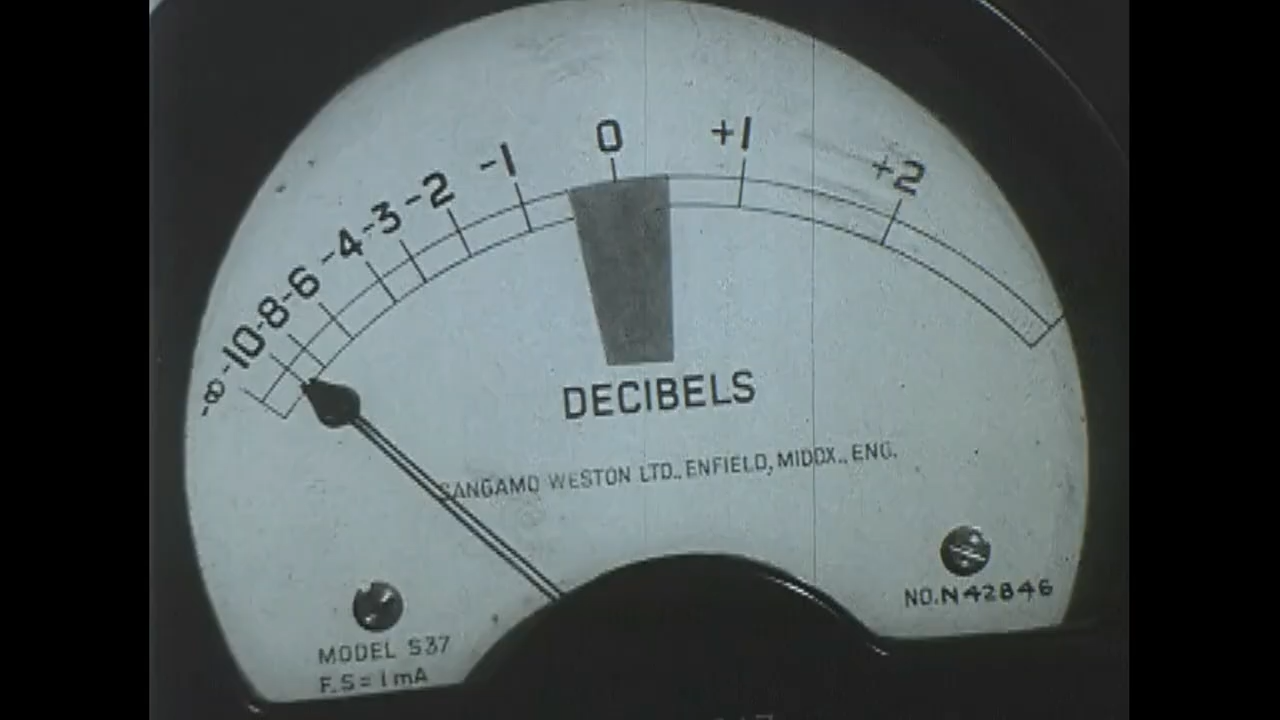 -∞ -10 -8 -6 -4 -3 -2 -1 0 +1 +2
DECIBELS
SANGAMO WESTON LTD., ENFIELD, MIDDX., ENG.
NO. N 42846
MODEL S37
F.S = 1 mA